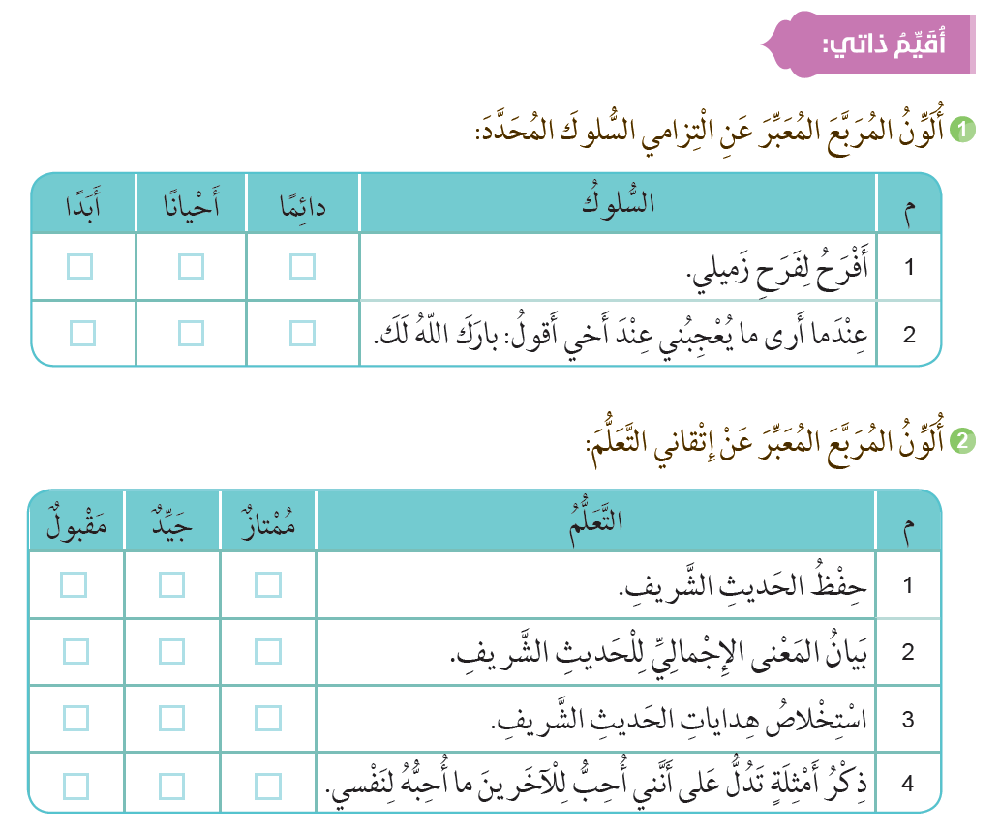 أُقَيِّمُ ذاتي:
1 أُلَوِّنُ المُرَبَّعَ المُعَبِّرَ عَنِ الْتِزامي السُّلوكَ المُحَدَّدَ:
م السُّلوكُ دائِمًا أَحْيانًا أَبَدًا
1 أَفْرَحُ لِفَرَحِ زَميلي.
2 عِنْدَما أَرى ما يُعْجِبُني عِنْدَ أَخي أَقولُ: بارَكَ اللّهُ لَكَ.
2 أُلَوِّنُ المُرَبَّعَ المُعَبِّرَ عَنْ إِتْقاني التَّعَلُّمَ:
م التَّعَلُّمُ مُمْتازٌ جَيِّدٌ مَقْبولٌ
1 حِفْظُ الحَديثِ الشَّريفِ.
2 بَيانُ المَعْنى الإِجْمالِيِّ لِلْحَديثِ الشَّريفِ.
3 اسْتِخْلاصُ هِداياتِ الحَديثِ الشَّريفِ.
4 ذِكْرُ أَمْثِلَةٍ تَدُلُّ عَلى أَنَّني أُحِبُّ لِلْآخَرينَ ما أُحِبُّهُ لِنَفْسي.